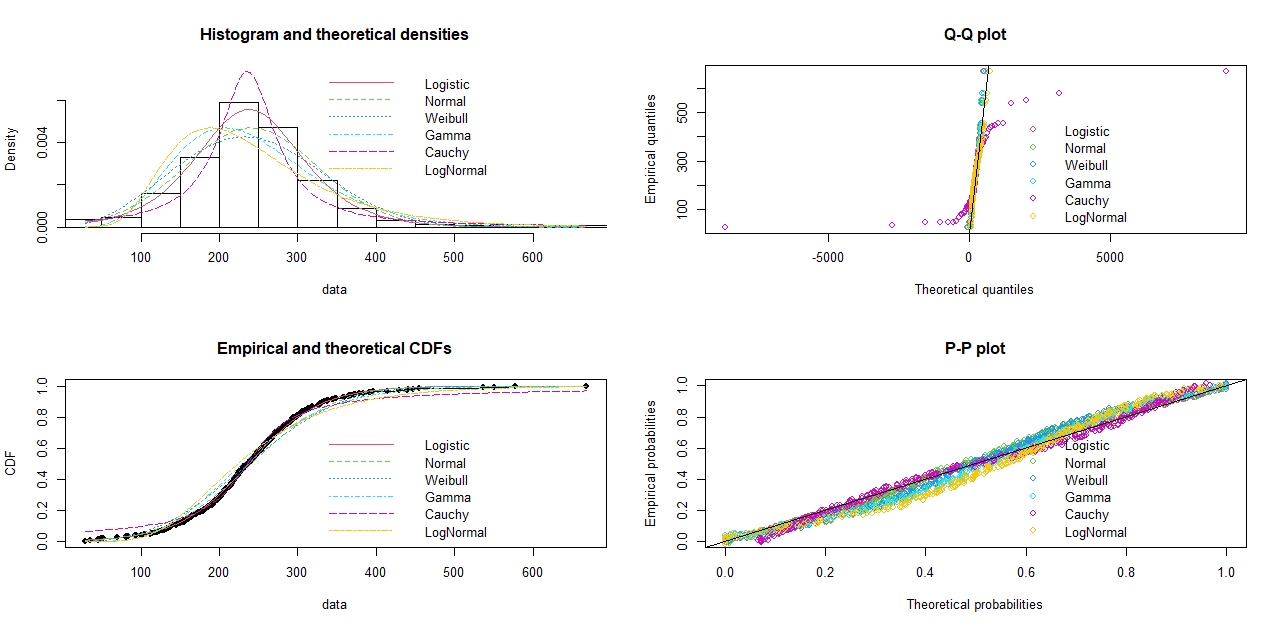 Histogram and theoretical densities
Density
0.000
0.004
100 200 300 400 500 600
data
Logistic
Normal
Weibull
Gamma
Cauchy
LogNormal
Q-Q plot
Empirical quantiles
100
300
500
-5000 0 5000
Theoretical quantiles
Logistic
Normal
Weibull
Gamma
Cauchy
LogNormal
Empirical and theoretical CDFs
CDF
0.0
0.2
0.4
0.6
0.8
1.0
100 200 300 400 500 600
data
Logistic
Normal
Weibull
Gamma
Cauchy
LogNormal
P-P plot
Empirical probabilities
0.0
0.2
0.4
0.6
0.8
1.0
0.0 0.2 0.4 0.6 0.8 1.0
Theoretical probabilities
Logistic
Normal
Weibull
Gamma
Cauchy
LogNormal